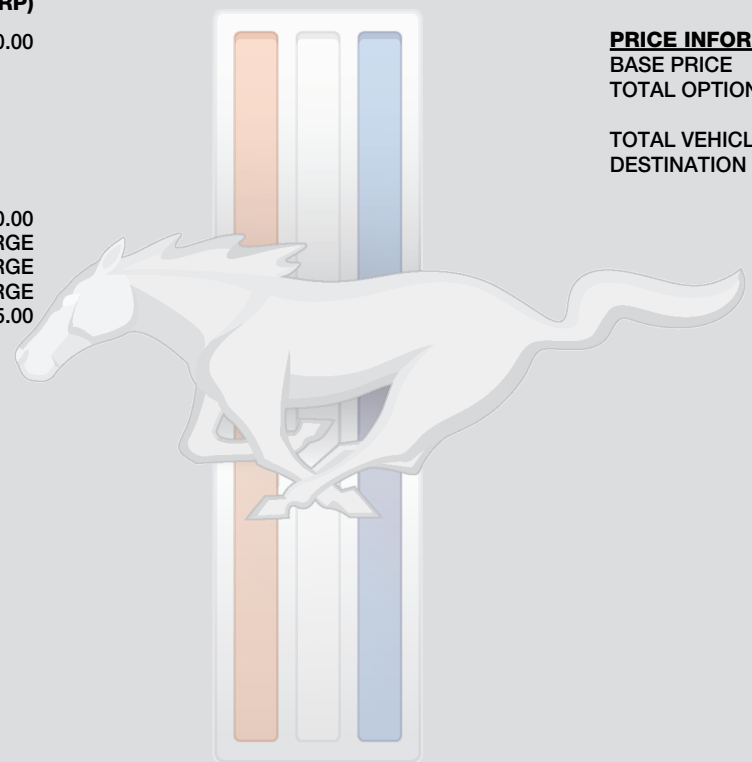 RP)
0.00
0.00
RGE
RGE
RGE
5.00
PRICE INFOR
BASE PRICE
TOTAL OPTION
TOTAL VEHICL
DESTINATION